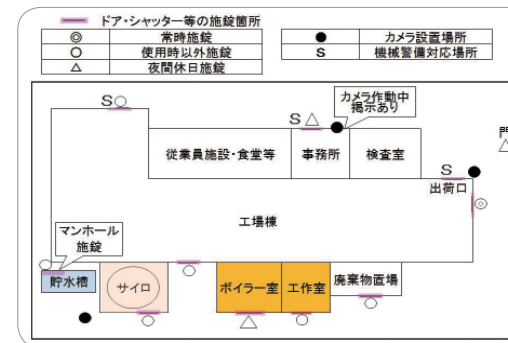 ドア・シャッター等の施錠箇所
◎ 常時施錠
○ 使用時以外施錠
△ 夜間休日施錠
● カメラ設置場所
S 機械警備対応場所
S○
S△
カメラ作動中
掲示あり
門
△
従業員施設・食堂等
事務所
検査室
S
出荷口
◎
工場棟
マンホール
施錠
○
貯水槽
サイロ
○
ボイラー室
工作室
廃棄物置場
○
△
○
○